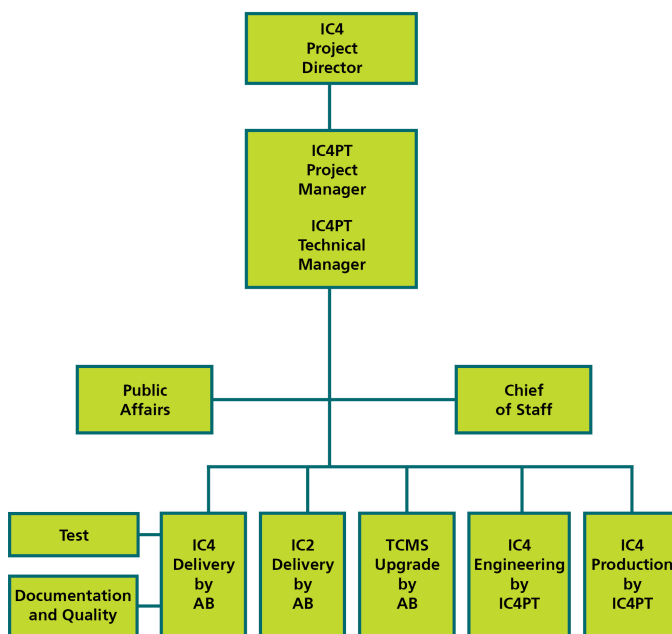 IC4
Project
Director
IC4PT
Project
Manager
IC4PT
Technical
Manager
Public
Affairs
Chief
of Staff
Test
Documentation
and Quality
IC4
Delivery
by
AB
IC2
Delivery
by
AB
TCMS
Upgrade
by
AB
IC4
Engineering
by
IC4PT
IC4
Production
by
IC4PT